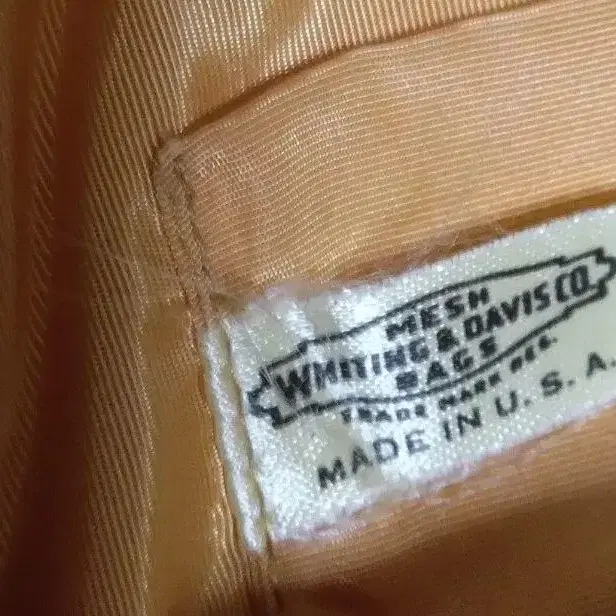 MESH
WHITING & DAVIS CO.
BAGS
TRADE MARK REG.
MADE IN U. S. A.